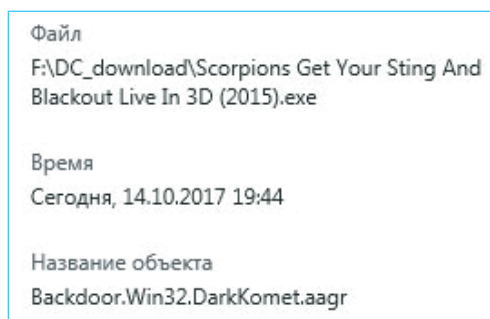 Файл
F:\DC_download\Scorpions Get Your Sting And
Blackout Live In 3D (2015).exe
Время
Сегодня, 14.10.2017 19:44
Название объекта
Backdoor.Win32.DarkKomet.aagr